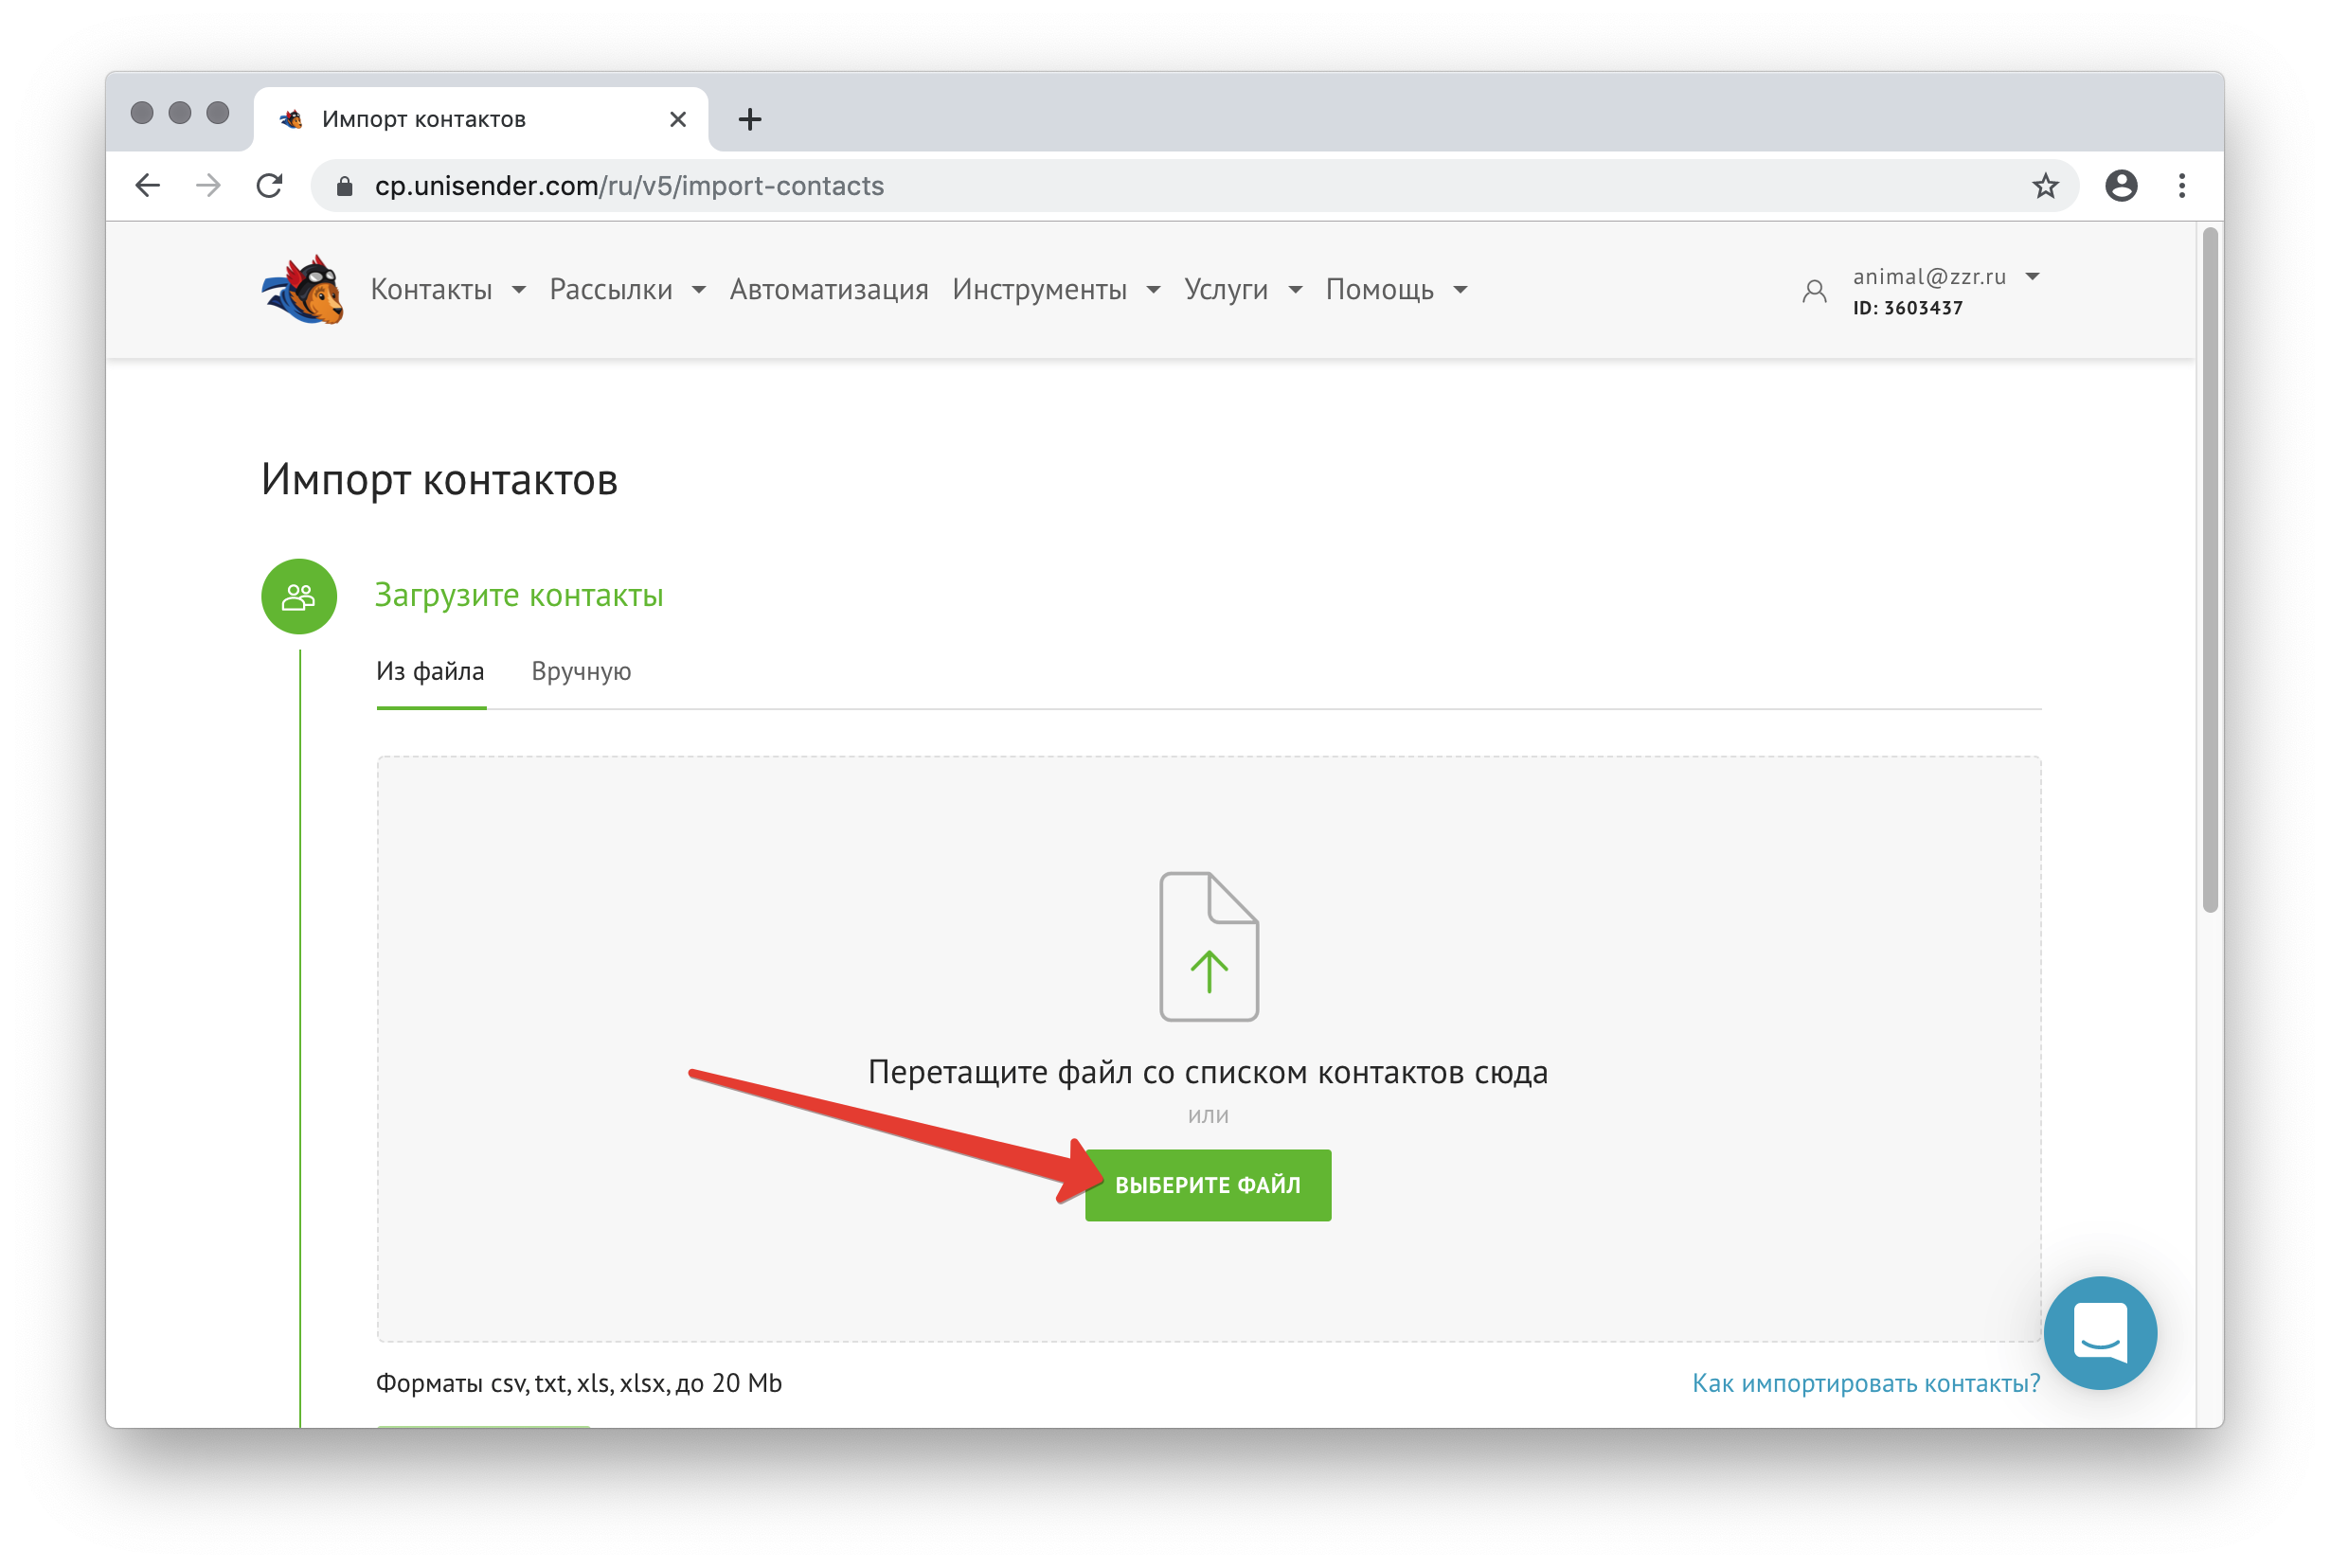 Импорт контактов
cp.unisender.com/ru/v5/import-contacts
Контакты Рассылки Автоматизация Инструменты Услуги Помощь
animal@zzr.ru
ID: 3603437
Импорт контактов
Загрузите контакты
Из файла Вручную
Перетащите файл со списком контактов сюда
или
ВЫБЕРИТЕ ФАЙЛ
Форматы csv, txt, xls, xlsx, до 20 Mb
Как импортировать контакты?